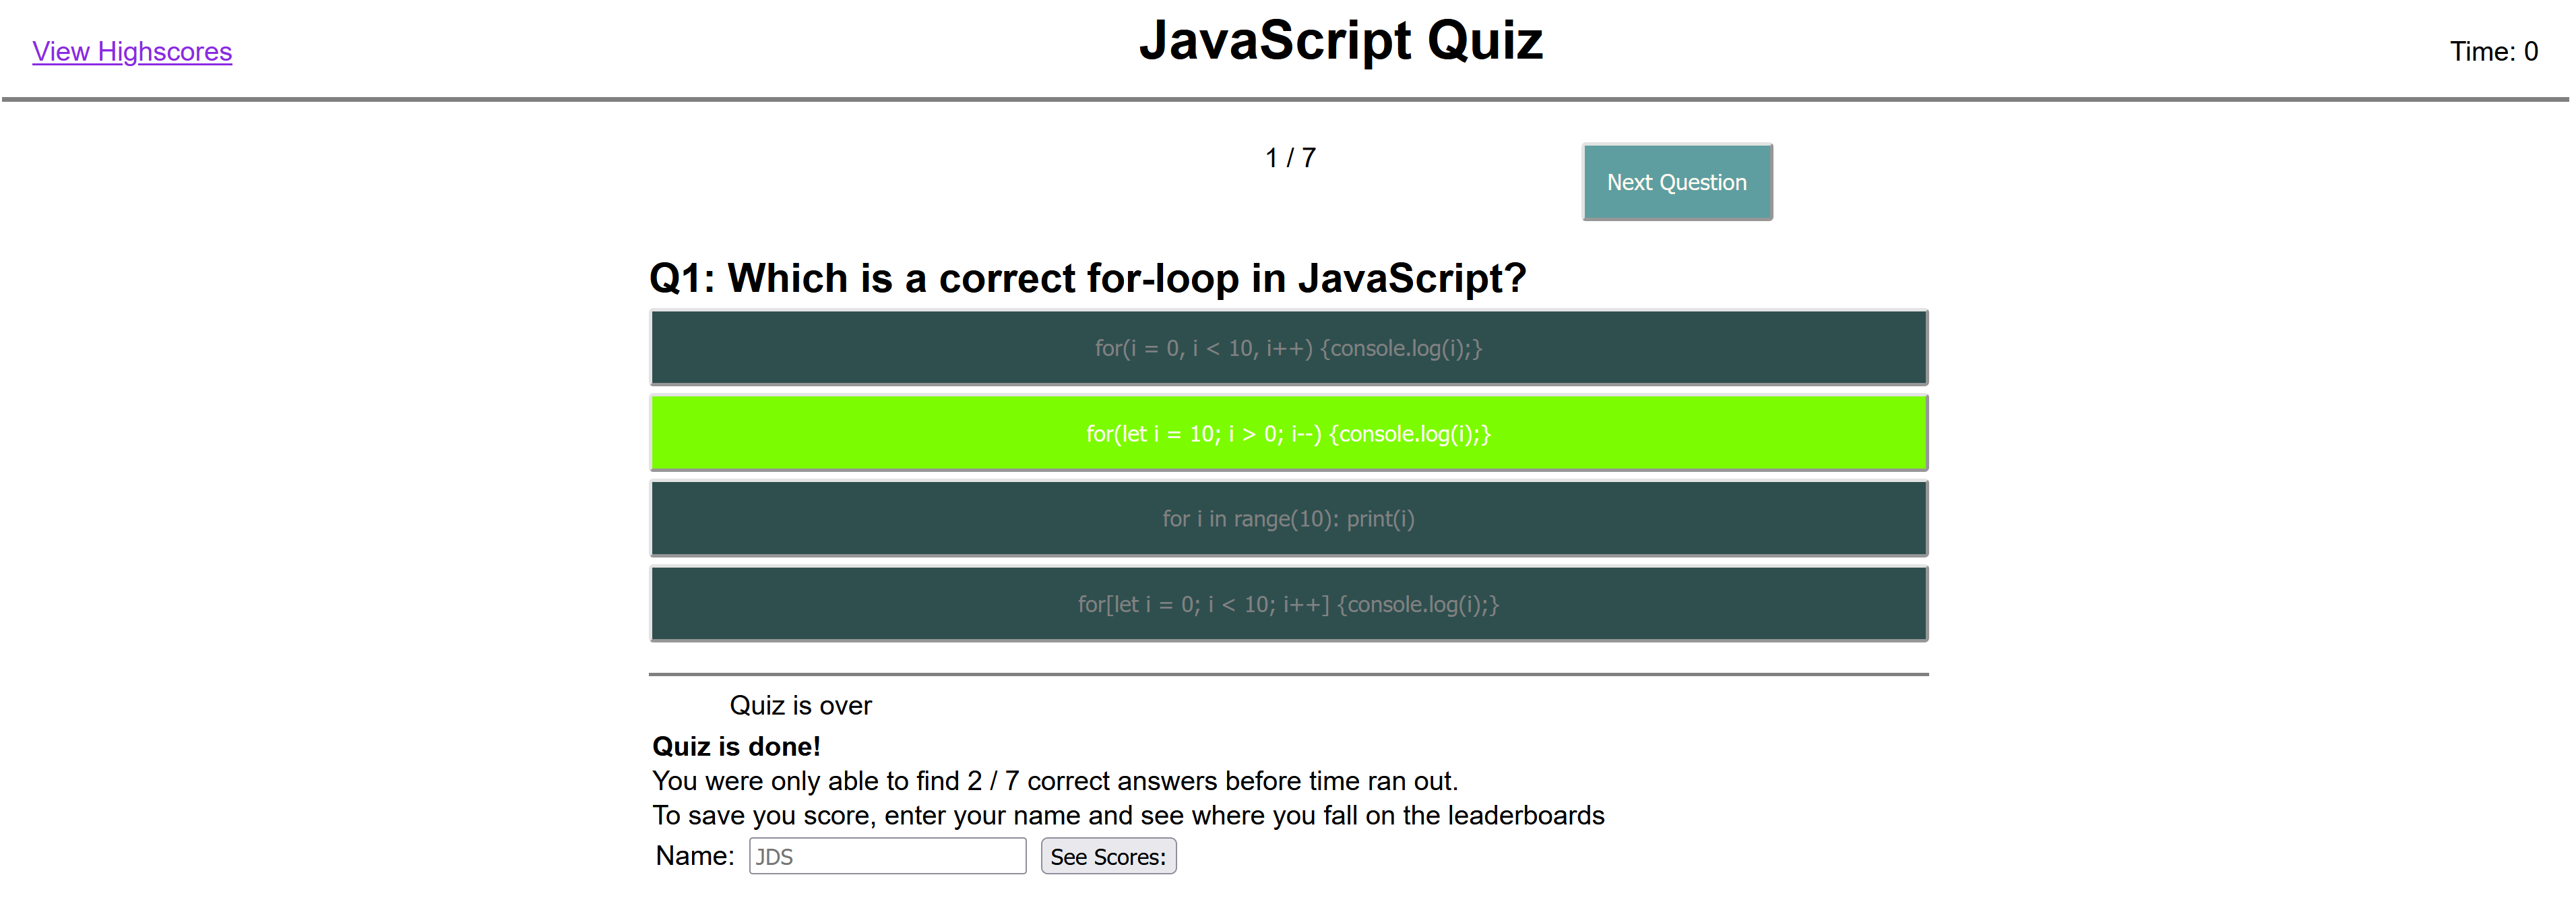 View Highscores
JavaScript Quiz
Time: 0
1 / 7
Next Question
Q1: Which is a correct for-loop in JavaScript?
for(i = 0, i < 10, i++) {console.log(i);}
for(let i = 10; i > 0; i--) {console.log(i);}
for i in range(10): print(i)
for[let i = 0; i < 10; i++] {console.log(i);}
Quiz is over
Quiz is done!
You were only able to find 2 / 7 correct answers before time ran out.
To save you score, enter your name and see where you fall on the leaderboards
Name: JDS See Scores: